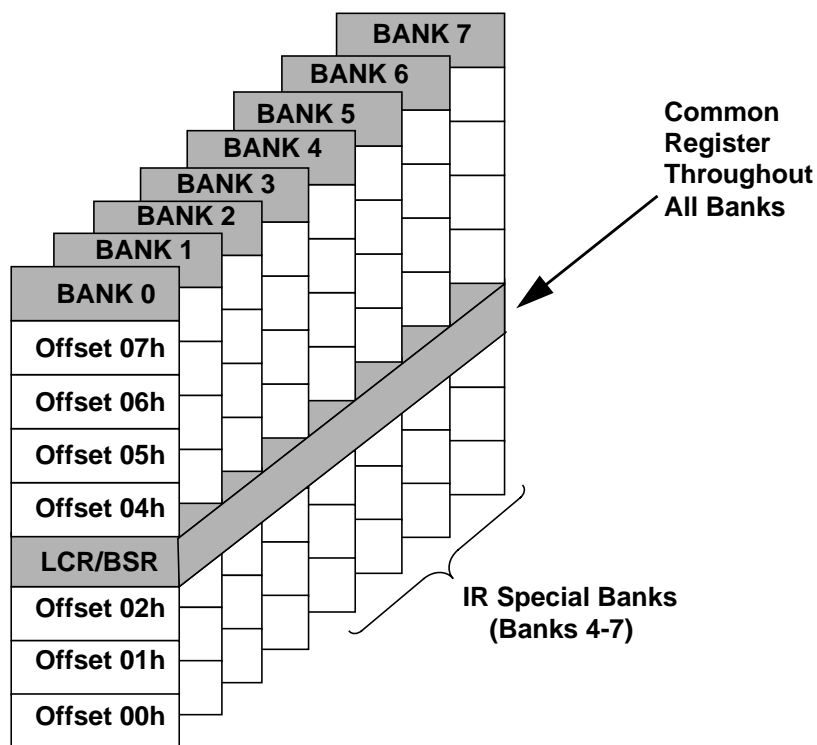 BANK 7
BANK 6
BANK 5
BANK 4
BANK 3
BANK 2
BANK 1
BANK 0
Offset 07h
Offset 06h
Offset 05h
Offset 04h
LCR/BSR
Offset 02h
Offset 01h
Offset 00h
Common
Register
Throughout
All Banks
IR Special Banks
(Banks 4-7)